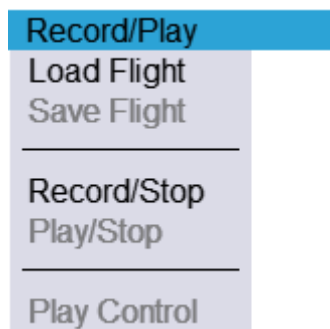 Record/Play
Load Flight
Save Flight
Record/Stop
Play/Stop
Play Control